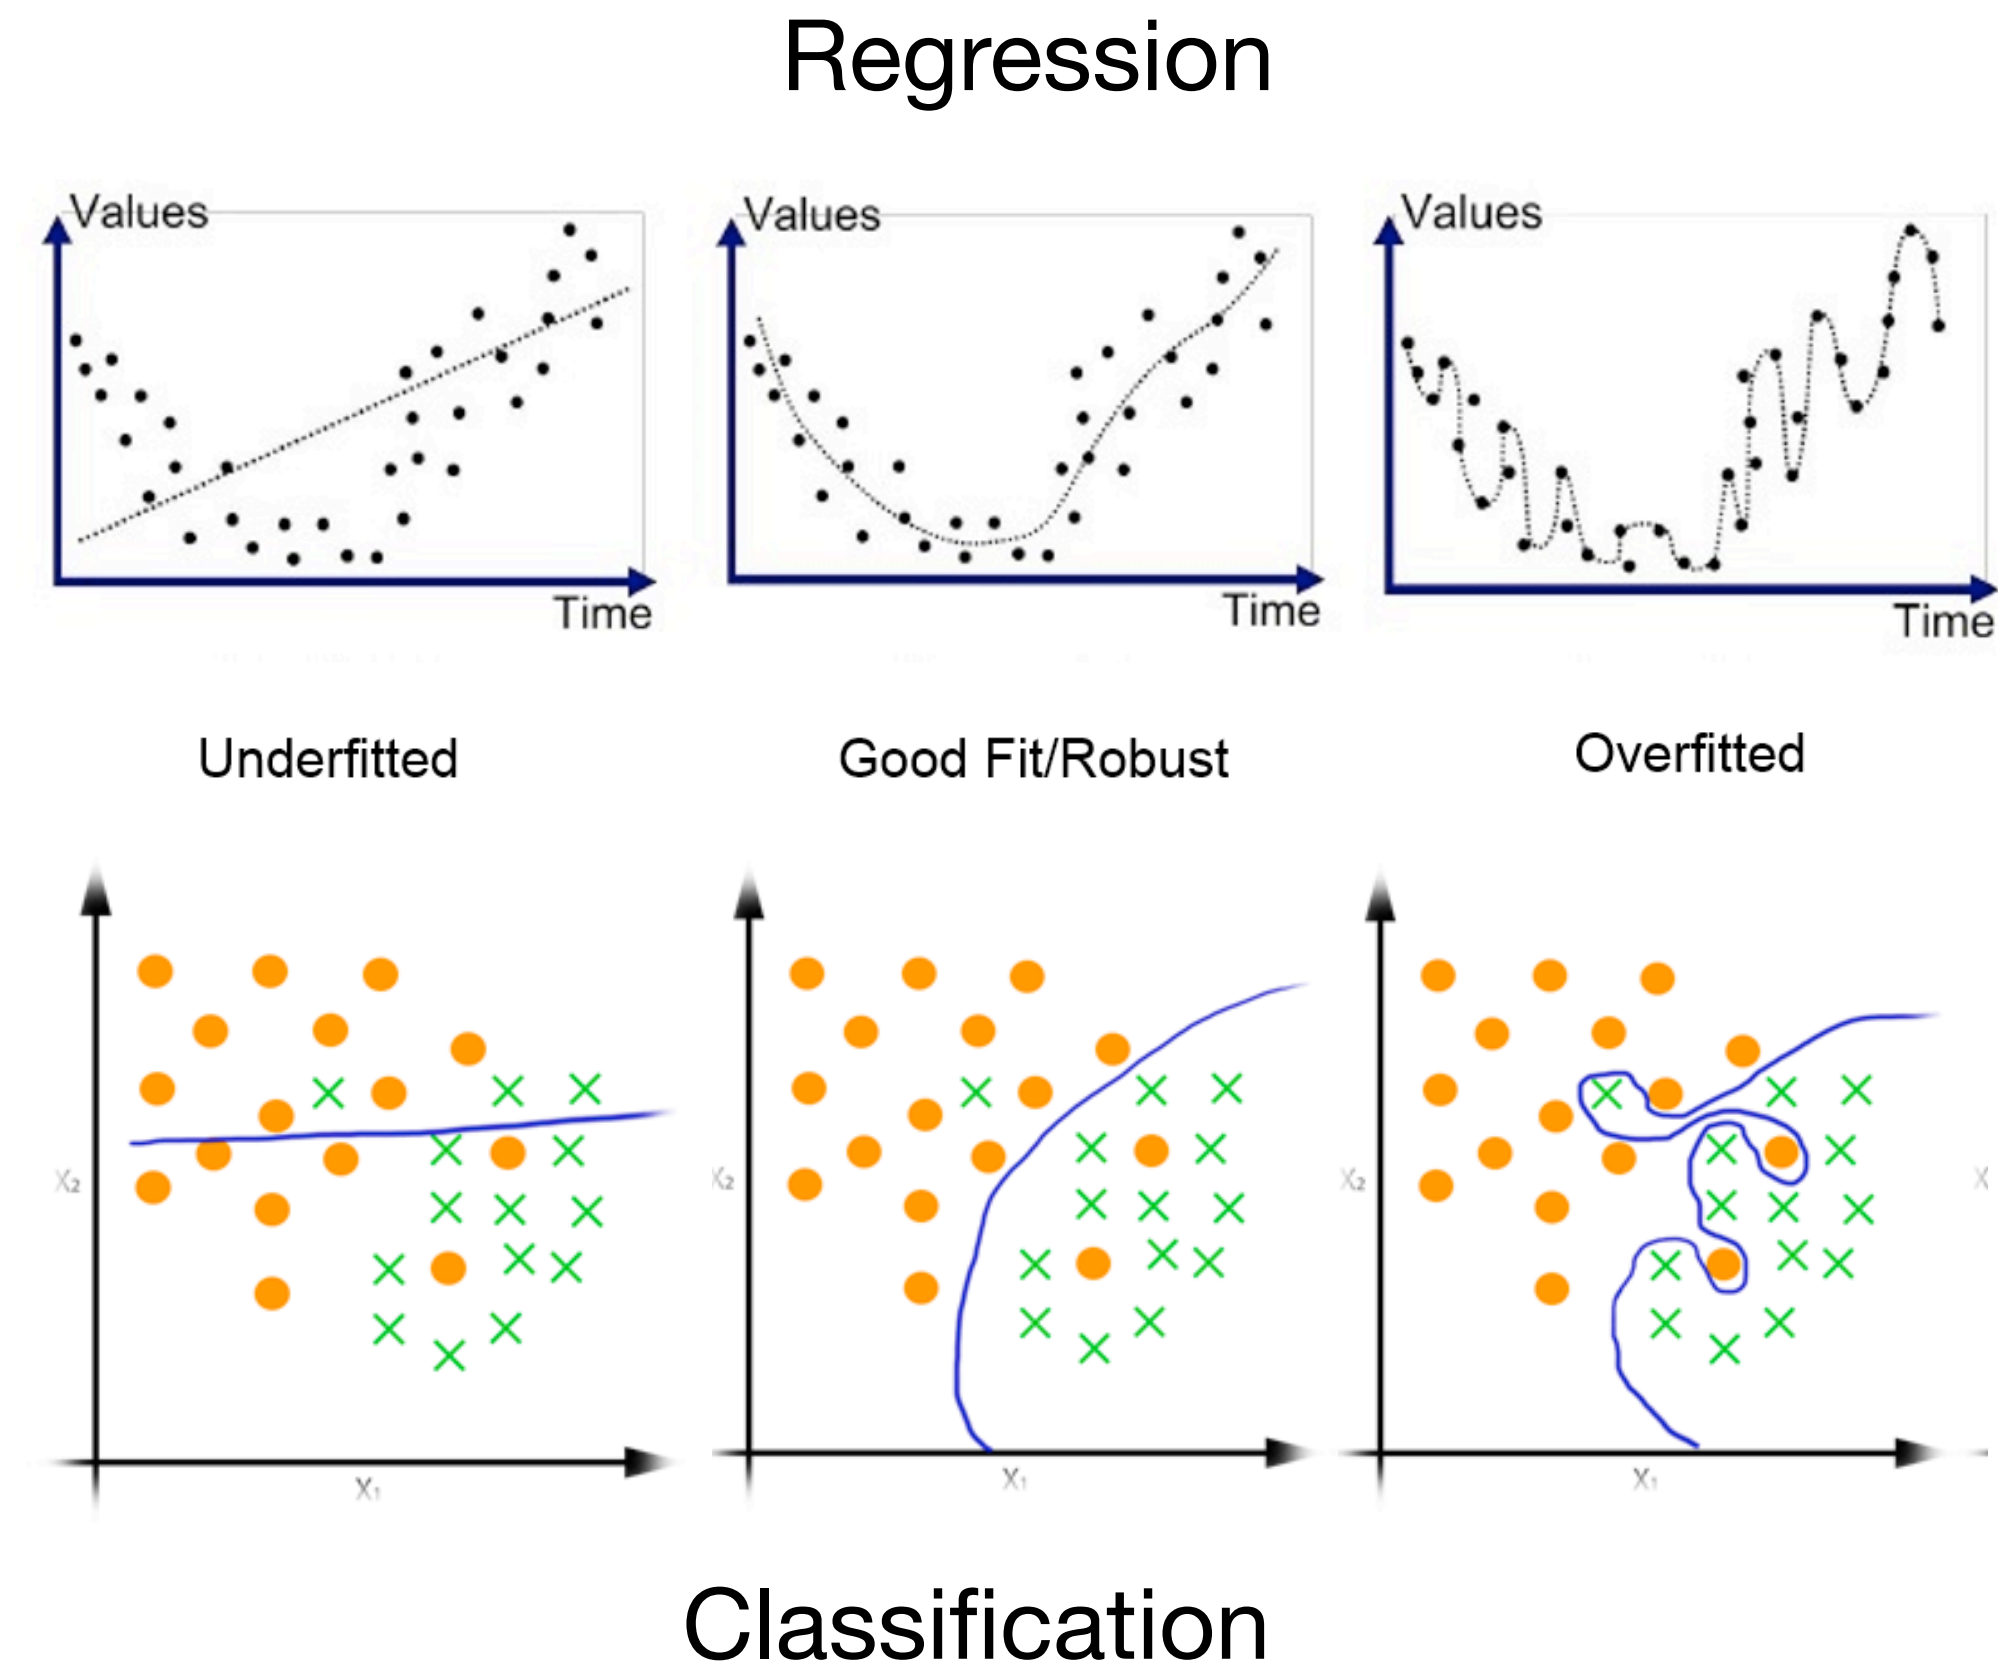 Regression
Values
Time
Values
Time
Values
Time
Underfitted
Good Fit/Robust
Overfitted
X₂
X₁
X₂
X₁
X₂
X₁
X
Classification